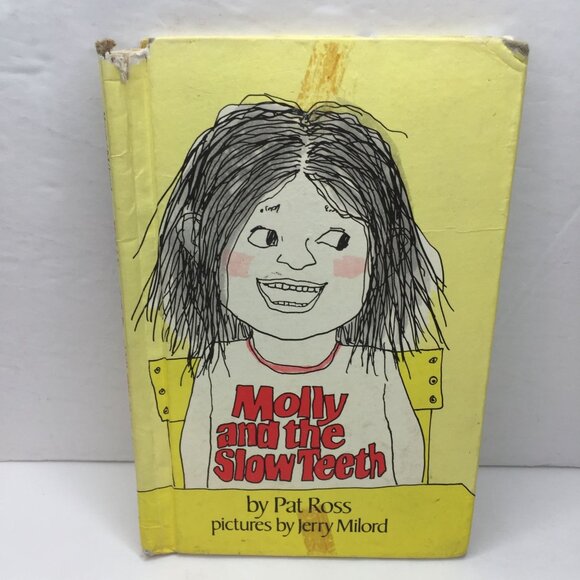 Molly
and the
Slow Teeth
by Pat Ross
pictures by Jerry Milord